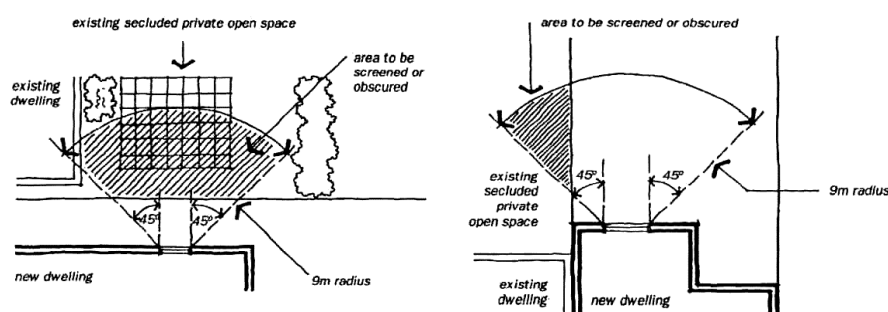 existing secluded private open space
area to be
screened or
obscured
existing
dwelling
45°
45°
9m radius
new dwelling
area to be screened or obscured
45°
45°
9m radius
existing
secluded
private
open space
existing
dwelling
new dwelling